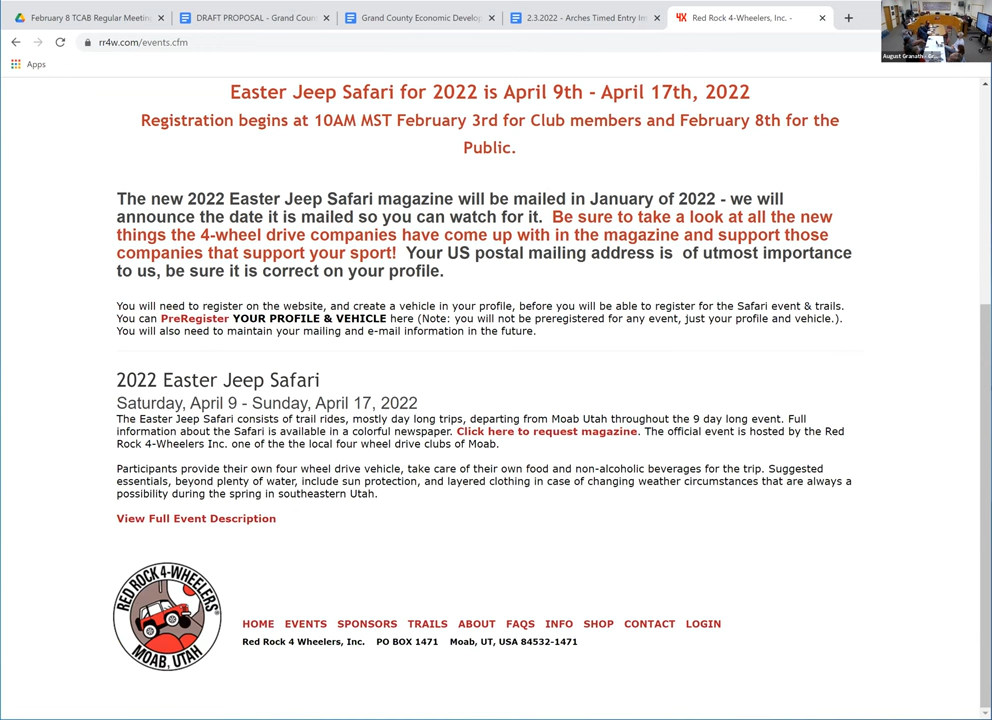 February 8 TCAB Regular Meetin
DRAFT PROPOSAL - Grand Coun
Grand County Economic Develop
2.3.2022 - Arches Timed Entry Im
4X Red Rock 4-Wheelers, Inc. -
rr4w.com/events.cfm
Apps
Easter Jeep Safari for 2022 is April 9th - April 17th, 2022
Registration begins at 10AM MST February 3rd for Club members and February 8th for the
Public.
The new 2022 Easter Jeep Safari magazine will be mailed in January of 2022 - we will
announce the date it is mailed so you can watch for it. Be sure to take a look at all the new
things the 4-wheel drive companies have come up with in the magazine and support those
companies that support your sport! Your US postal mailing address is of utmost importance
to us, be sure it is correct on your profile.
You will need to register on the website, and create a vehicle in your profile, before you will be able to register for the Safari event & trails.
You can PreRegister YOUR PROFILE & VEHICLE here (Note: you will not be preregistered for any event, just your profile and vehicle.).
You will also need to maintain your mailing and e-mail information in the future.
2022 Easter Jeep Safari
Saturday, April 9 - Sunday, April 17, 2022
The Easter Jeep Safari consists of trail rides, mostly day long trips, departing from Moab Utah throughout the 9 day long event. Full
information about the Safari is available in a colorful newspaper. Click here to request magazine. The official event is hosted by the Red
Rock 4-Wheelers Inc. one of the the local four wheel drive clubs of Moab.
Participants provide their own four wheel drive vehicle, take care of their own food and non-alcoholic beverages for the trip. Suggested
essentials, beyond plenty of water, include sun protection, and layered clothing in case of changing weather circumstances that are always a
possibility during the spring in southeastern Utah.
View Full Event Description
RED ROCK 4-WHEELERS
MOAB, UTAH
HOME EVENTS SPONSORS TRAILS ABOUT FAQS INFO SHOP CONTACT LOGIN
Red Rock 4 Wheelers, Inc. PO BOX 1471 Moab, UT, USA 84532-1471
August Granath